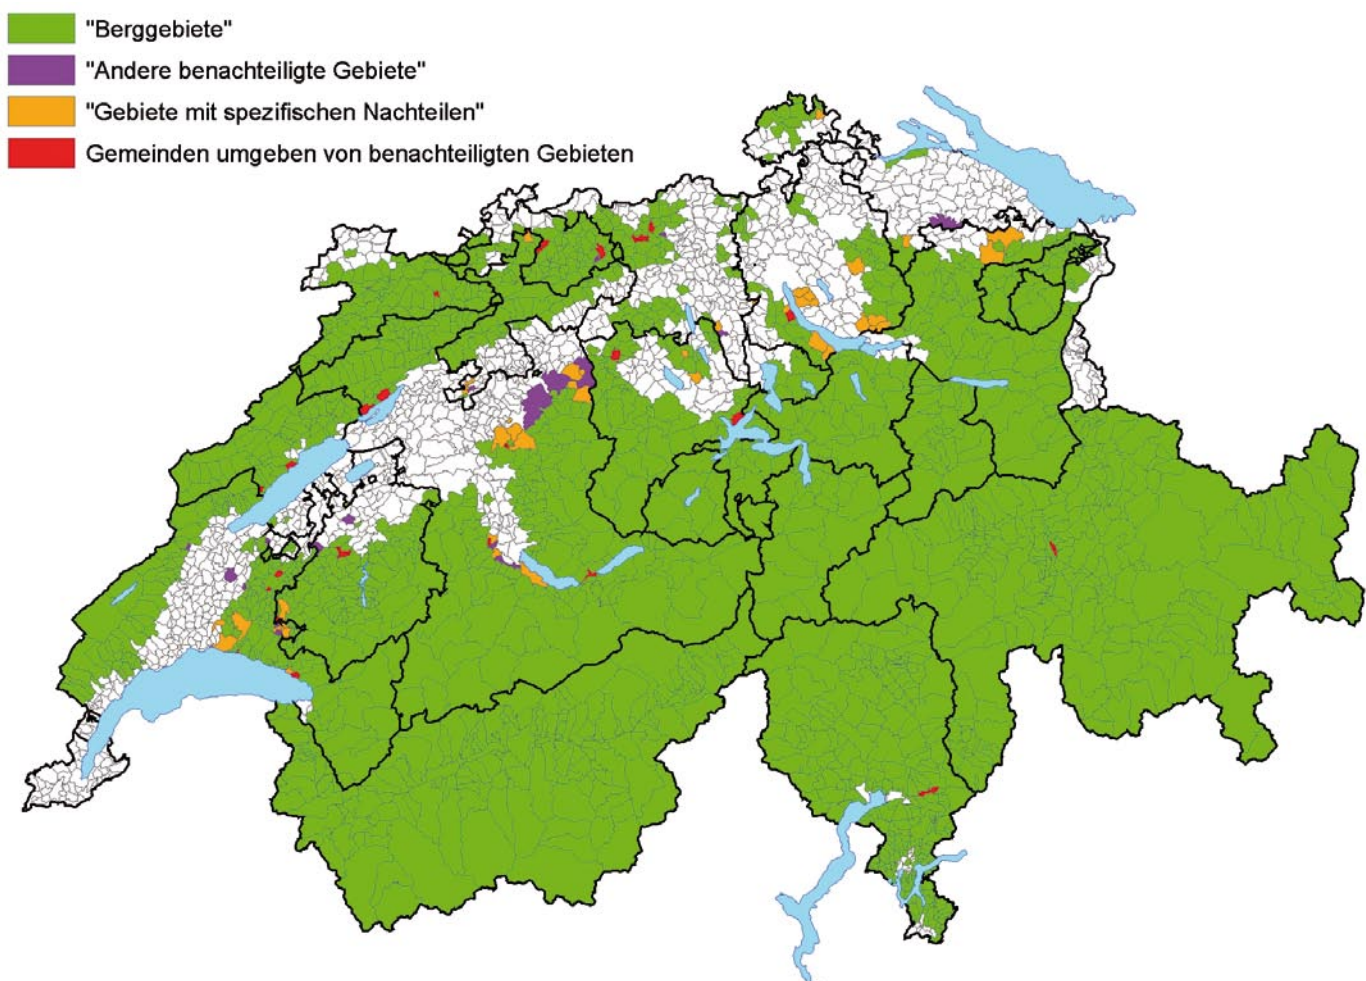 "Berggebiete"
"Andere benachteiligte Gebiete"
"Gebiete mit spezifischen Nachteilen"
Gemeinden umgeben von benachteiligten Gebieten